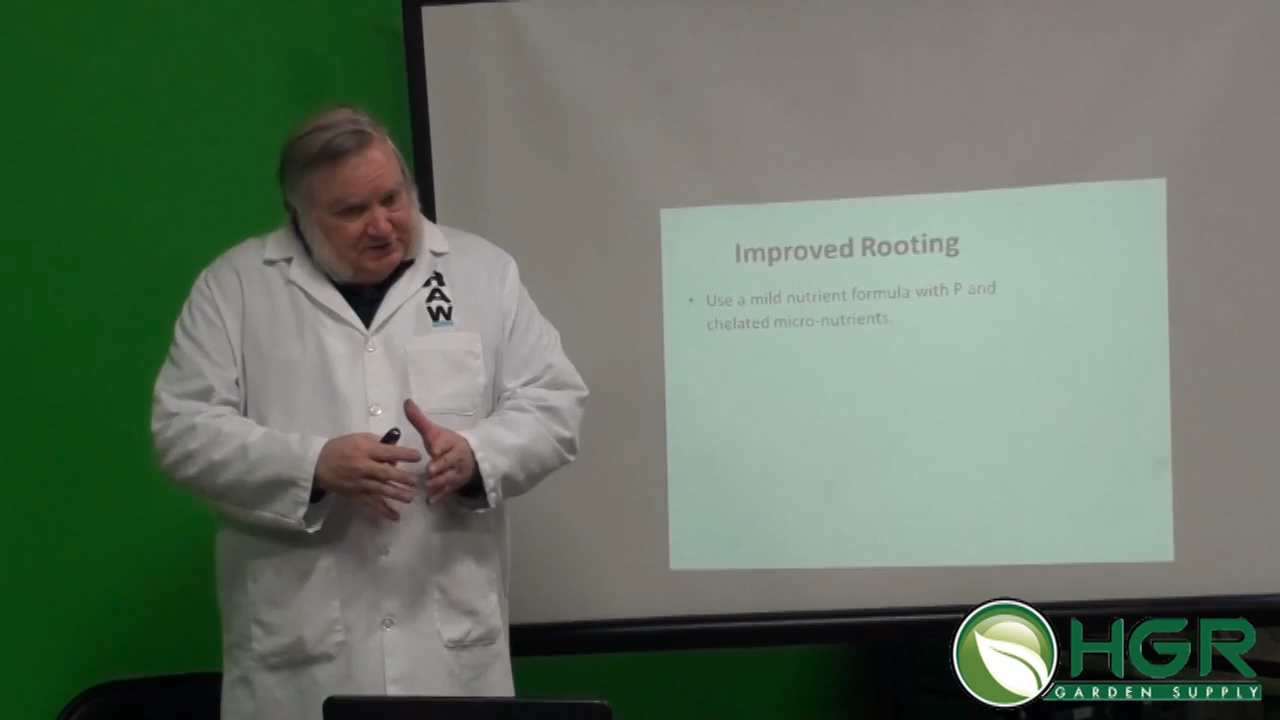 RAW
Improved Rooting
• Use a mild nutrient formula with P and
chelated micro-nutrients.
HGR
GARDEN SUPPLY